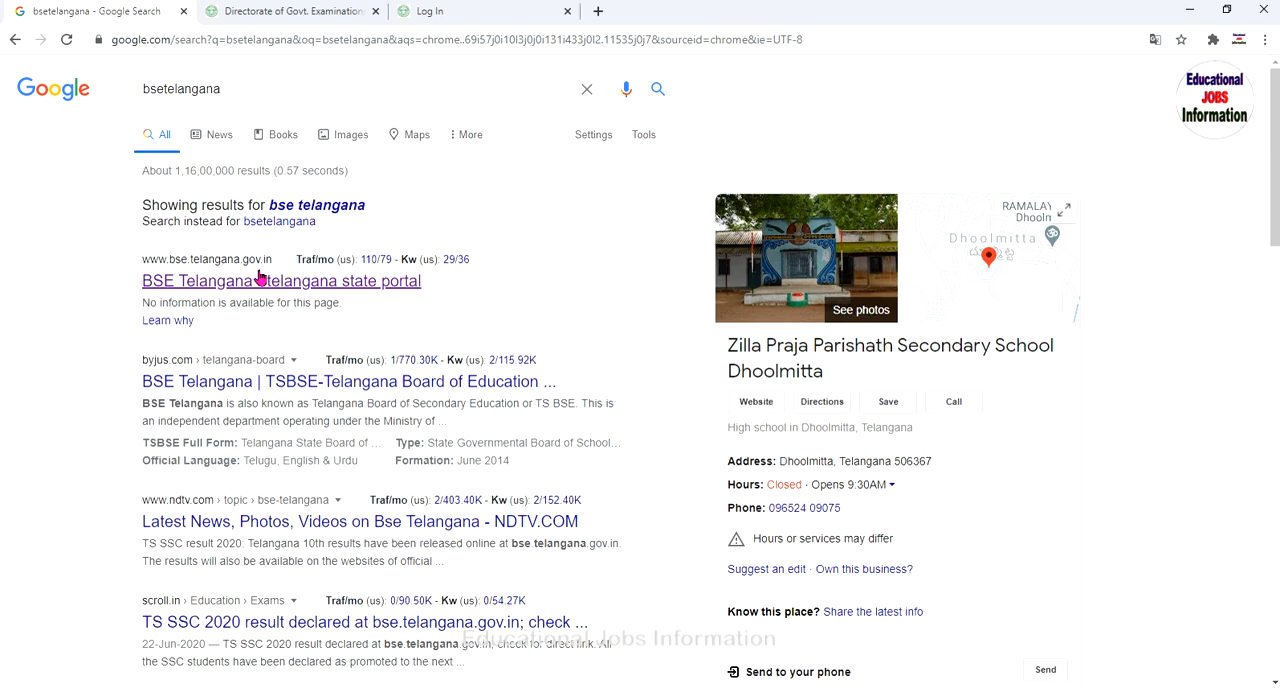 bsetelangana - Google Search
Directorate of Govt. Examination
Log In
google.com/search?q=bsetelangana&oq=bsetelangana&aqs=chrome..69i57j0i10l3j0j0i131i433j0l2.11535j0j7&sourceid=chrome&ie=UTF-8
Google
bsetelangana
Educational
JOBS
Information
All
News
Books
Images
Maps
More
Settings
Tools
About 1,16,00,000 results (0.57 seconds)
Showing results for bse telangana
Search instead for bsetelangana
www.bse.telangana.gov.in Traf/mo (us): 110/79 - Kw (us): 29/36
BSE Telangana telangana state portal
No information is available for this page.
Learn why
byjus.com › telangana-board Traf/mo (us): 1/770.30K - Kw (us): 2/115.92K
BSE Telangana | TSBSE-Telangana Board of Education ...
BSE Telangana is also known as Telangana Board of Secondary Education or TS BSE. This is
an independent department operating under the Ministry of ...
TSBSE Full Form: Telangana State Board of ... Type: State Governmental Board of School...
Official Language: Telugu, English & Urdu Formation: June 2014
www.ndtv.com › topic › bse-telangana Traf/mo (us): 2/403.40K - Kw (us): 2/152.40K
Latest News, Photos, Videos on Bse Telangana - NDTV.COM
TS SSC result 2020: Telangana 10th results have been released online at bse.telangana.gov.in.
The results will also be available on the websites of official ...
scroll.in › Education › Exams Traf/mo (us): 0/90.50K - Kw (us): 0/54.27K
TS SSC 2020 result declared at bse.telangana.gov.in; check ...
22-Jun-2020 — TS SSC 2020 result declared at bse.telangana.gov.in; check for direct link. All
the SSC students have been declared as promoted to the next ...
Educational Jobs Information
See photos
RAMALAY
Dhoolm
Dhoolmitta
Zilla Praja Parishath Secondary School
Dhoolmitta
Website
Directions
Save
Call
High school in Dhoolmitta, Telangana
Address: Dhoolmitta, Telangana 506367
Hours: Closed · Opens 9:30AM
Phone: 096524 09075
Hours or services may differ
Suggest an edit · Own this business?
Know this place? Share the latest info
Send to your phone
Send